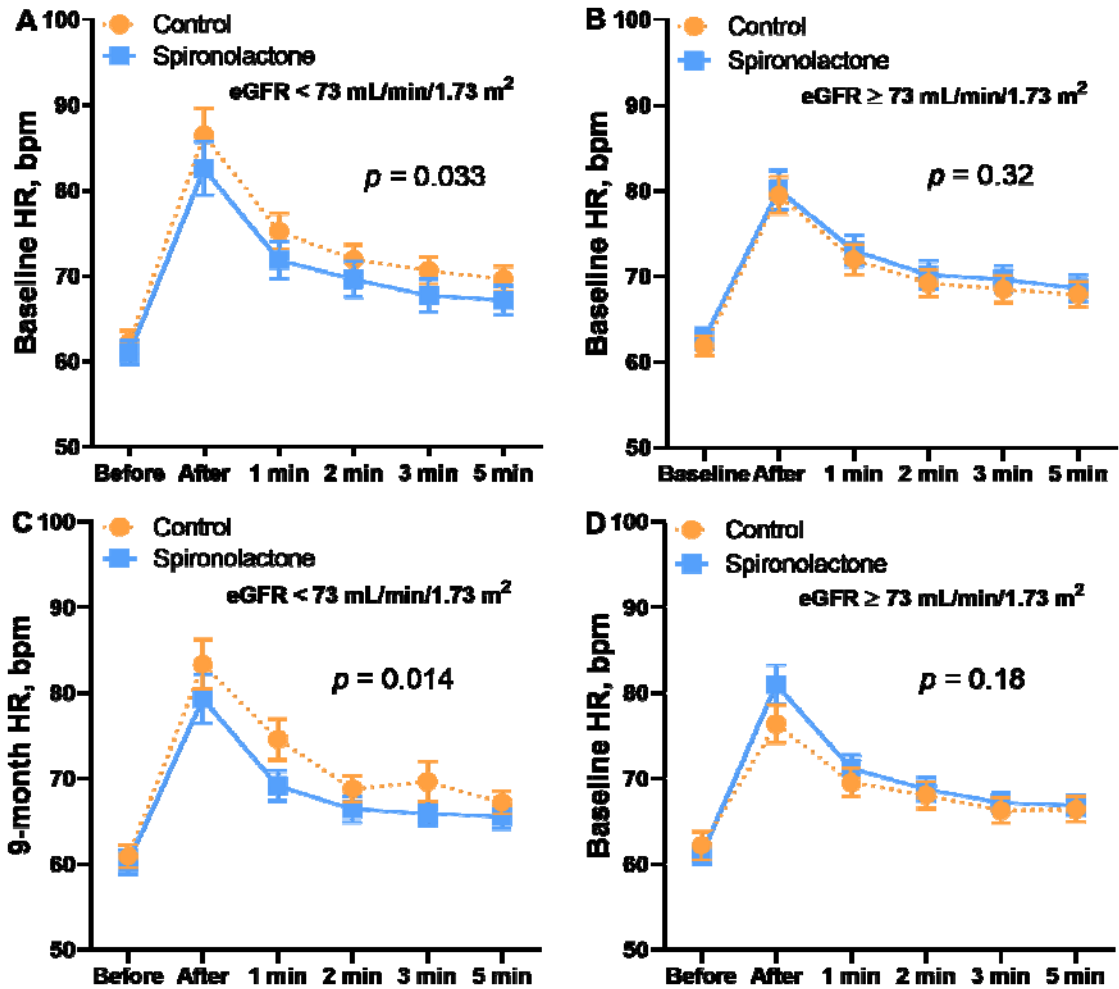 A
100
90
80
70
60
50
Baseline HR, bpm
Control
Spironolactone
eGFR < 73 mL/min/1.73 m²
p = 0.033
Before After 1 min 2 min 3 min 5 min
B
100
90
80
70
60
50
Baseline HR, bpm
Control
Spironolactone
eGFR ≥ 73 mL/min/1.73 m²
p = 0.32
Baseline After 1 min 2 min 3 min 5 min
C
100
90
80
70
60
50
9-month HR, bpm
Control
Spironolactone
eGFR < 73 mL/min/1.73 m²
p = 0.014
Before After 1 min 2 min 3 min 5 min
D
100
90
80
70
60
50
Baseline HR, bpm
Control
Spironolactone
eGFR ≥ 73 mL/min/1.73 m²
p = 0.18
Before After 1 min 2 min 3 min 5 min